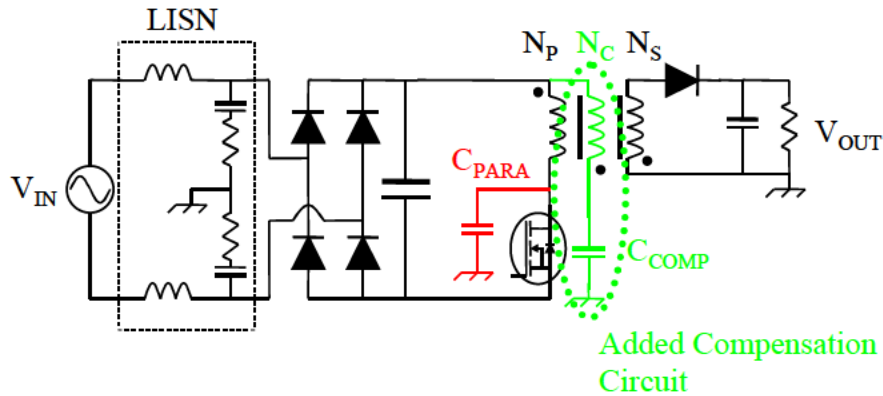 LISN
N_P N_C N_S
V_IN
C_PARA
V_OUT
C_COMP
Added Compensation
Circuit